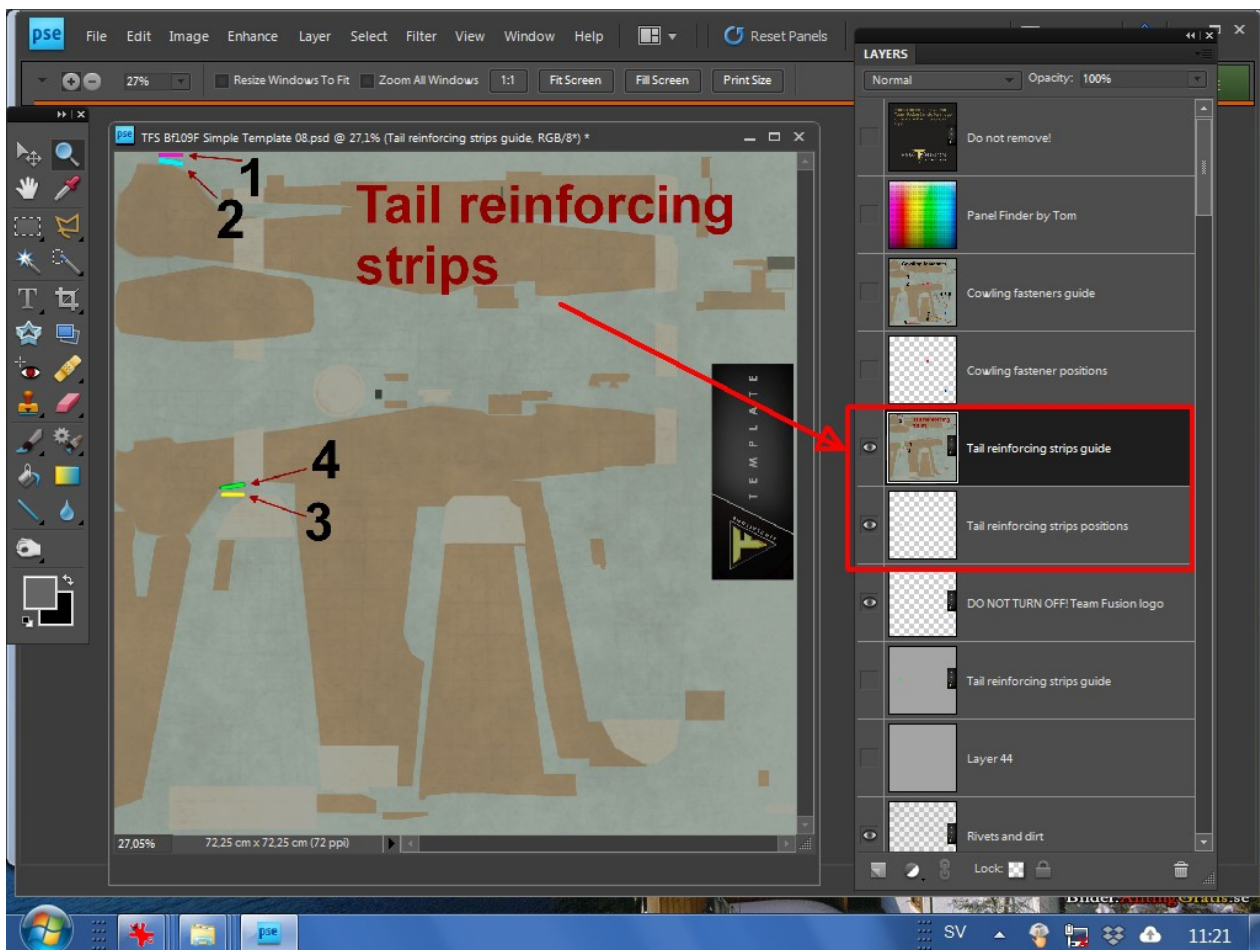 pse File Edit Image Enhance Layer Select Filter View Window Help Reset Panels
27% Resize Windows To Fit Zoom All Windows 1:1 Fit Screen Fill Screen Print Size
pse TFS Bf109F Simple Template 08.psd @ 27,1% (Tail reinforcing strips guide, RGB/8*) *
1
2
Tail reinforcing
strips
4
3
TEMPLATE
27,05% 72,25 cm x 72,25 cm (72 ppi)
LAYERS
Normal Opacity: 100%
Do not remove!
Panel Finder by Tom
Cowling fasteners guide
Cowling fastener positions
Tail reinforcing strips guide
Tail reinforcing strips positions
DO NOT TURN OFF! Team Fusion logo
Tail reinforcing strips guide
Layer 44
Rivets and dirt
Lock:
pse
SV 11:21